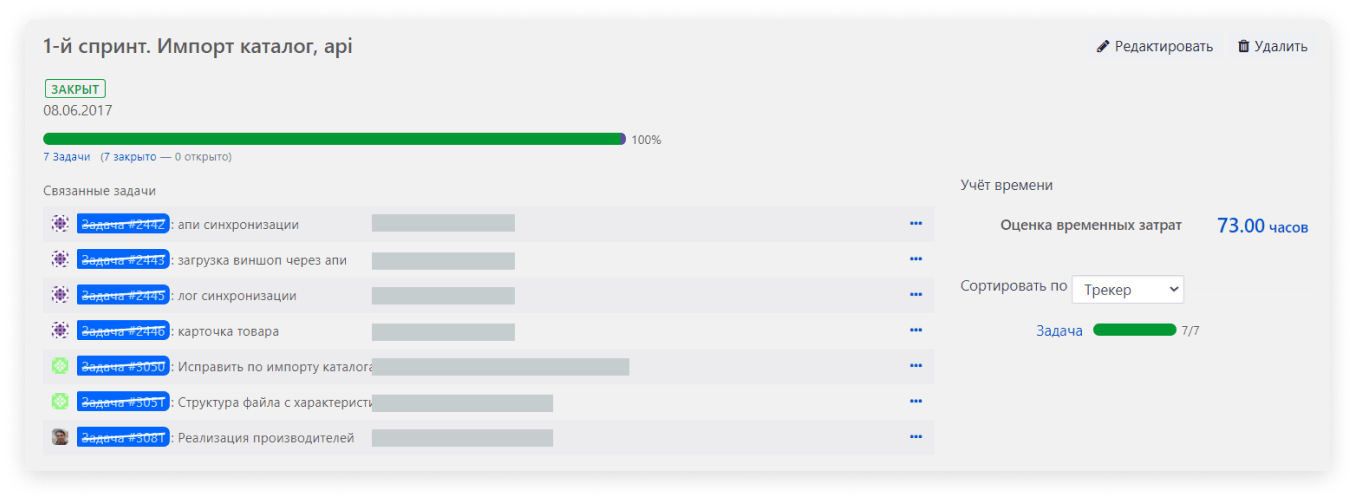 1-й спринт. Импорт каталог, api
Редактировать Удалить
ЗАКРЫТ
08.06.2017
100%
7 Задачи (7 закрыто — 0 открыто)
Связанные задачи
Задача #2442 : апи синхронизации
Задача #2443 : загрузка виншоп через апи
Задача #2445 : лог синхронизации
Задача #2446 : карточка товара
Задача #3050 : Исправить по импорту каталога
Задача #3051 : Структура файла с характеристи
Задача #3081 : Реализация производителей
Учёт времени
Оценка временных затрат 73.00 часов
Сортировать по Трекер
Задача 7/7